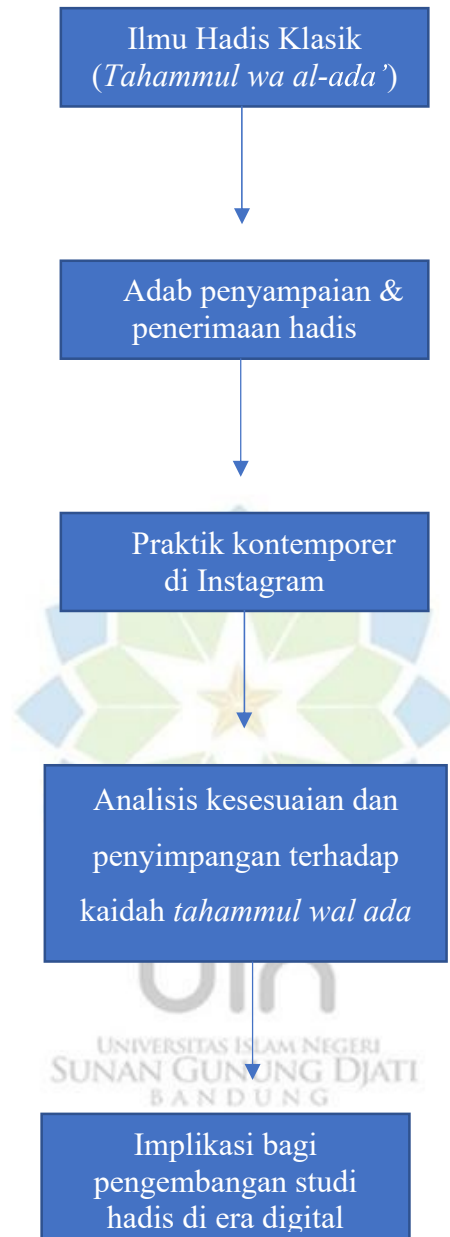 Ilmu Hadis Klasik
(Tahammul wa al-ada’)
Adab penyampaian &
penerimaan hadis
Praktik kontemporer
di Instagram
Analisis kesesuaian dan
penyimpangan terhadap
kaidah tahammul wal ada
uin
UNIVERSITAS ISLAM NEGERI
SUNAN GUNUNG DJATI
BANDUNG
Implikasi bagi
pengembangan studi
hadis di era digital